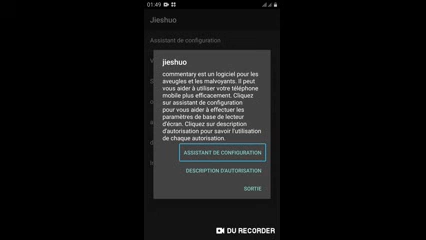 01:49
Jieshuo
Assistant de configuration
jieshuo
commentary est un logiciel pour les
aveugles et les malvoyants. Il peut
vous aider à utiliser votre téléphone
mobile plus efficacement. Cliquez
sur assistant de configuration
pour vous aider à effectuer les
paramètres de base de lecteur
d'écran. Cliquez sur description
d'autorisation pour savoir l'utilisation
de chaque autorisation.
ASSISTANT DE CONFIGURATION
DESCRIPTION D'AUTORISATION
SORTIE
DU RECORDER